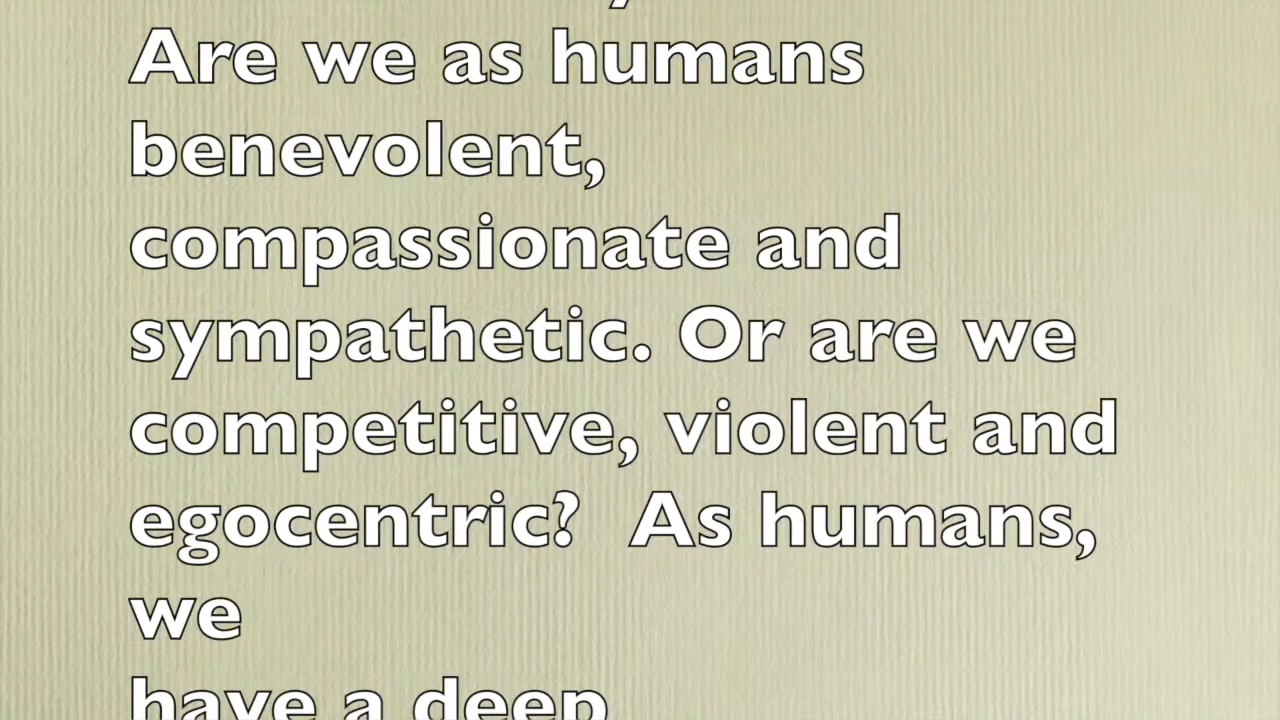 Are we as humans
benevolent,
compassionate and
sympathetic. Or are we
competitive, violent and
egocentric?  As humans,
we
have a deep